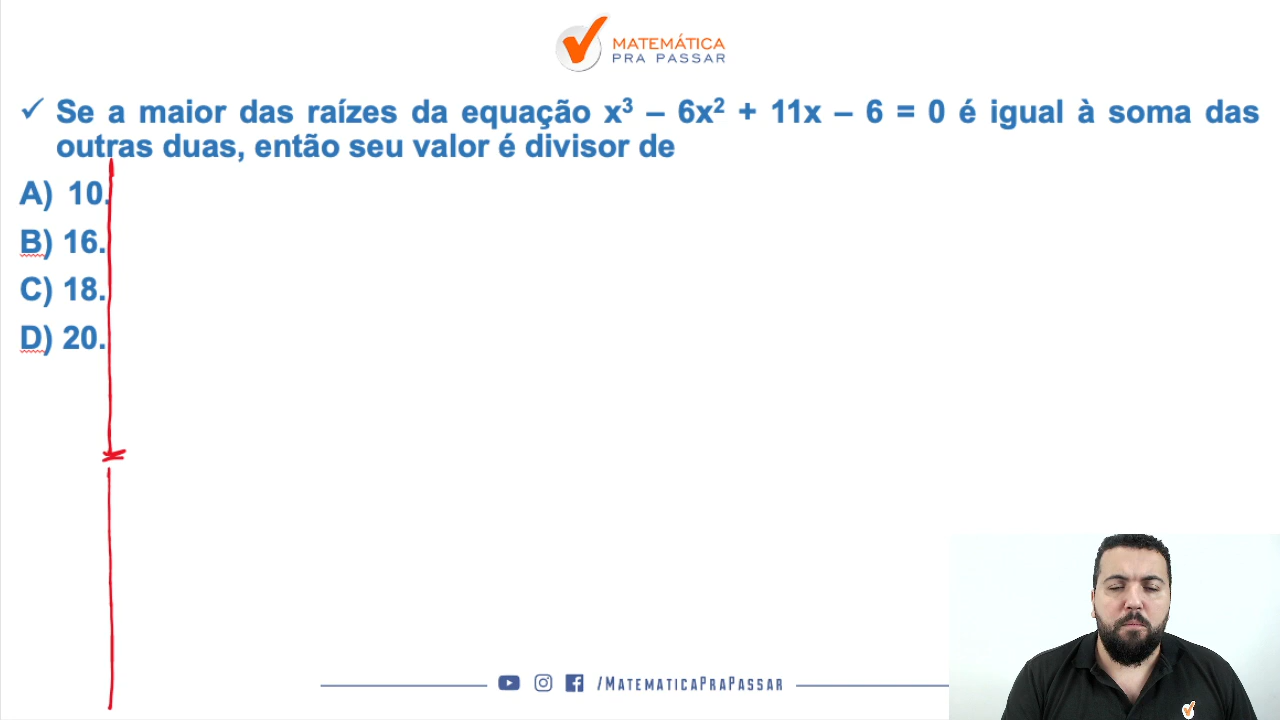 MATEMÁTICA
PRA PASSAR
✓ Se a maior das raízes da equação x³ – 6x² + 11x – 6 = 0 é igual à soma das
outras duas, então seu valor é divisor de
A) 10.
B) 16.
C) 18.
D) 20.
/MATEMATICAPRAPASSAR